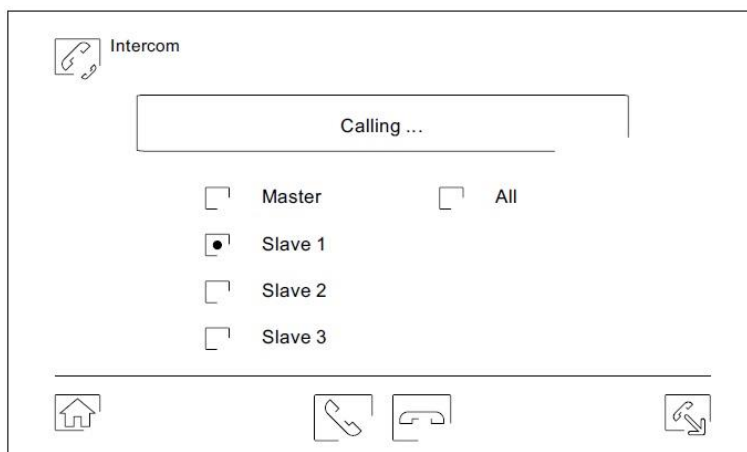 Intercom
Calling ...
Master All
Slave 1
Slave 2
Slave 3